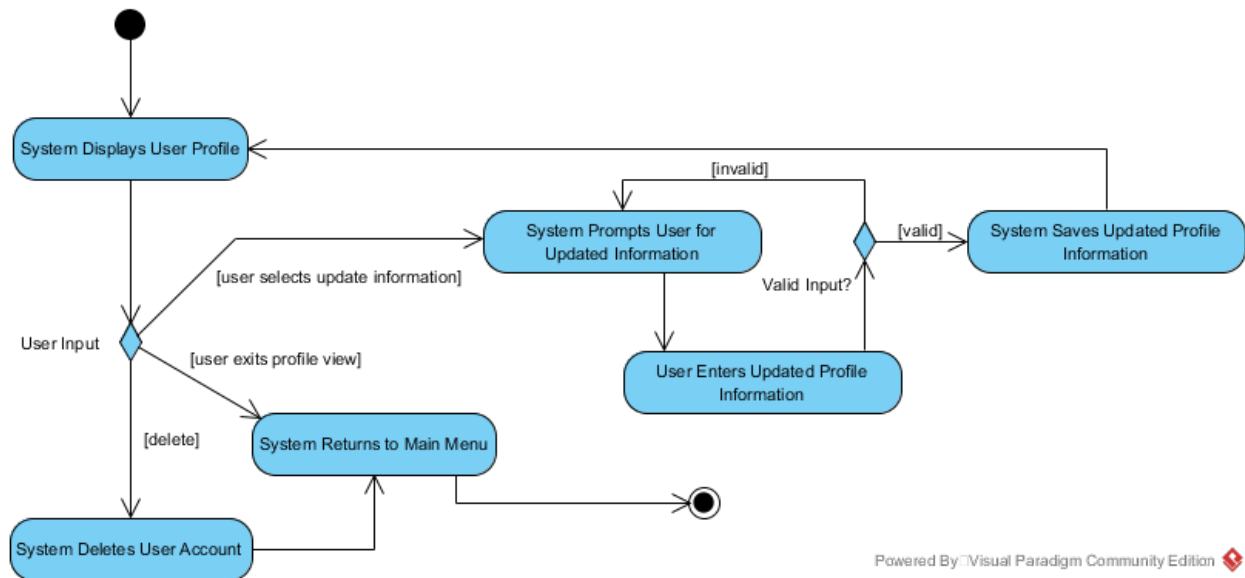 System Displays User Profile
[invalid]
System Prompts User for
Updated Information
[valid]
System Saves Updated Profile
Information
[user selects update information]
Valid Input?
User Input
[user exits profile view]
User Enters Updated Profile
Information
[delete]
System Returns to Main Menu
System Deletes User Account
Powered By Visual Paradigm Community Edition